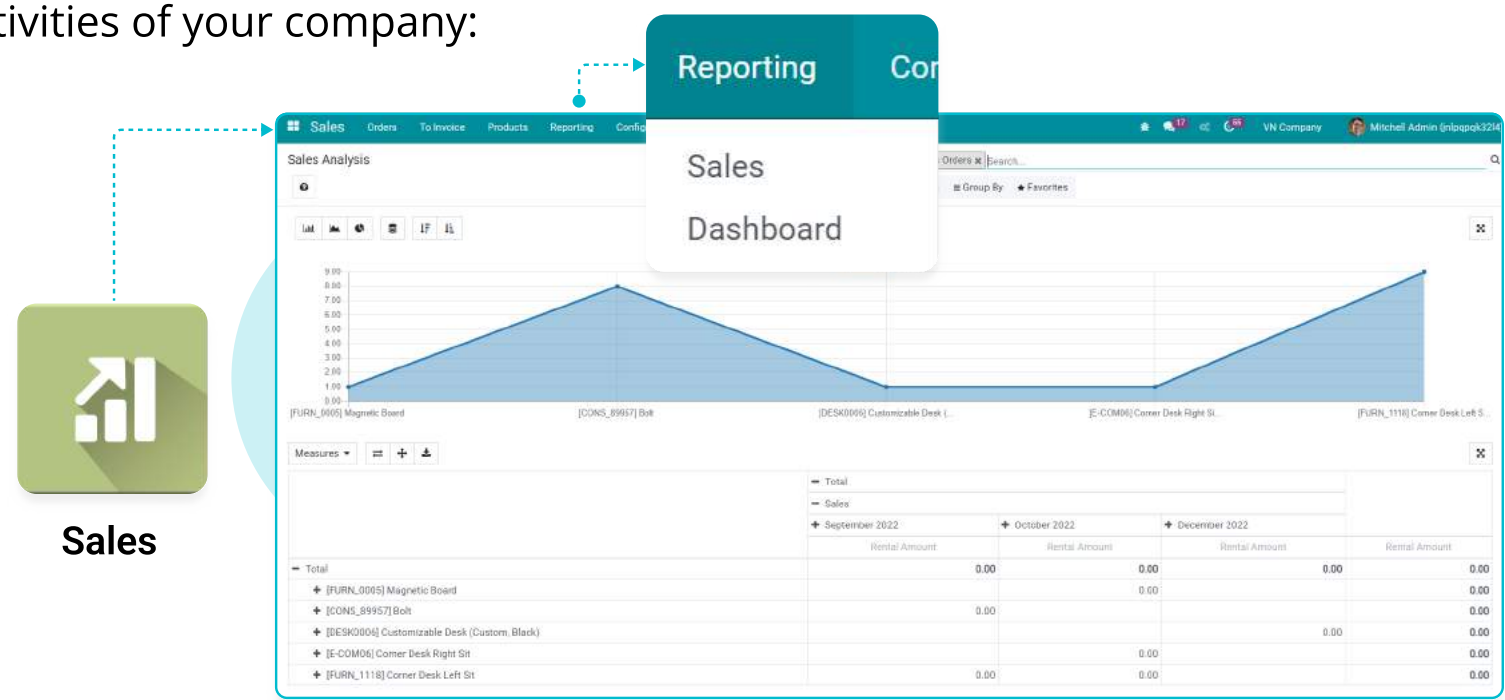 tivities of your company:
Reporting Cor
Sales
Dashboard
Sales Orders To Invoice Products Reporting Config
17 66 VN Company Mitchell Admin
Sales Analysis
Orders x Search...
Group By Favorites
9.00
8.00
7.00
6.00
5.00
4.00
3.00
2.00
1.00
0.00
[FURN_0005] Magnetic Board [CONS_89957] Bolt [DESK0006] Customizable Desk (... [E-COM06] Corner Desk Right Si... [FURN_1118] Corner Desk Left S...
Measures
Total
Sales
September 2022 October 2022 December 2022
Rental Amount Rental Amount Rental Amount Rental Amount
Total 0.00 0.00 0.00 0.00
[FURN_0005] Magnetic Board 0.00 0.00
[CONS_89957] Bolt 0.00 0.00
[DESK0006] Customizable Desk (Custom, Black) 0.00 0.00
[E-COM06] Corner Desk Right Sit 0.00 0.00
[FURN_1118] Corner Desk Left Sit 0.00 0.00 0.00
Sales